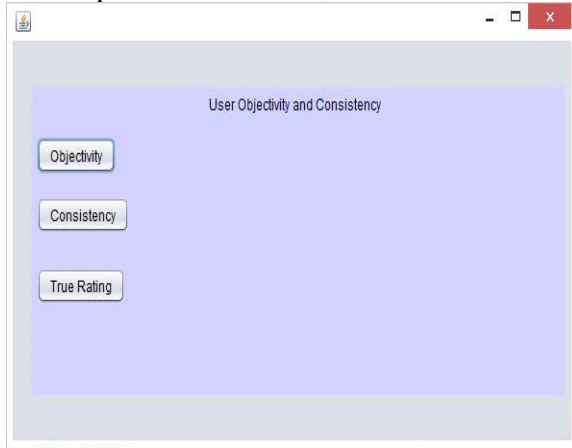 User Objectivity and Consistency
Objectivity
Consistency
True Rating